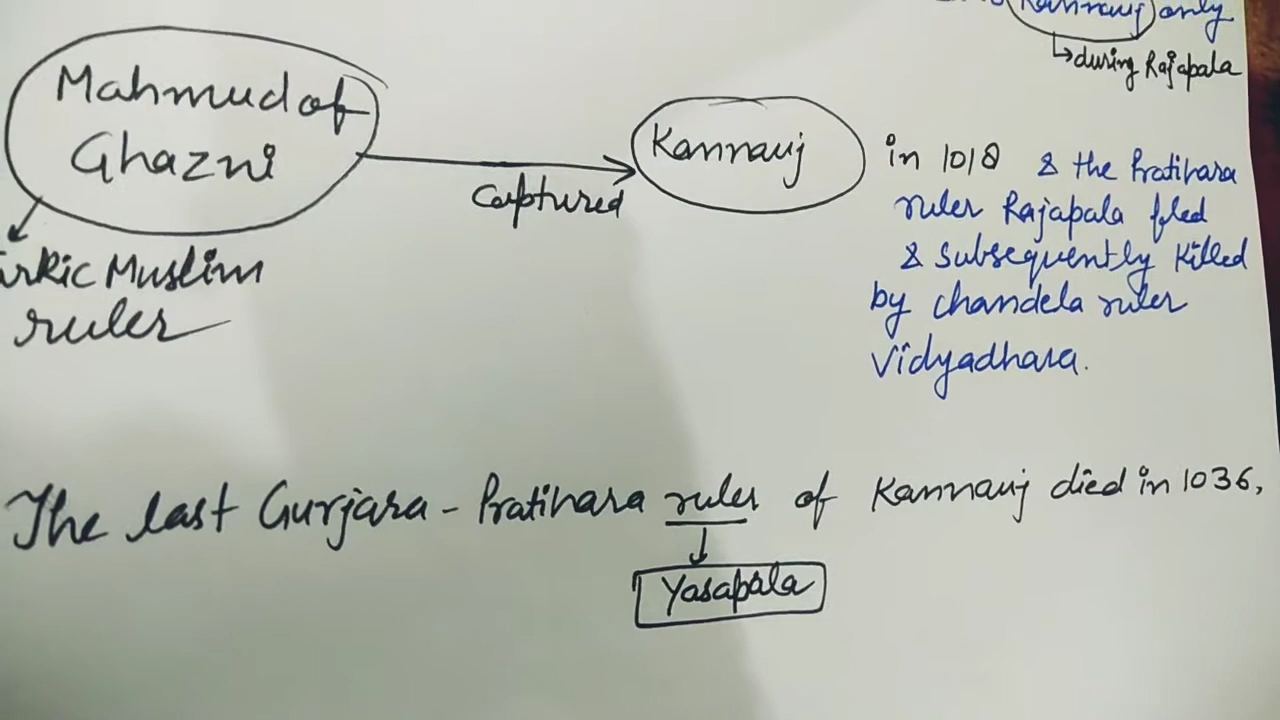 Kannauj only
↳during Rajapala
Mahmud of
Ghazni
Captured
Kannauj
in 1018 & the Pratihara
ruler Rajapala fled
& subsequently killed
by chandela ruler
Vidyadhara.
Muslim
ruler
The last Gurjara - Pratihara ruler of Kannauj died in 1036,
Yasapala